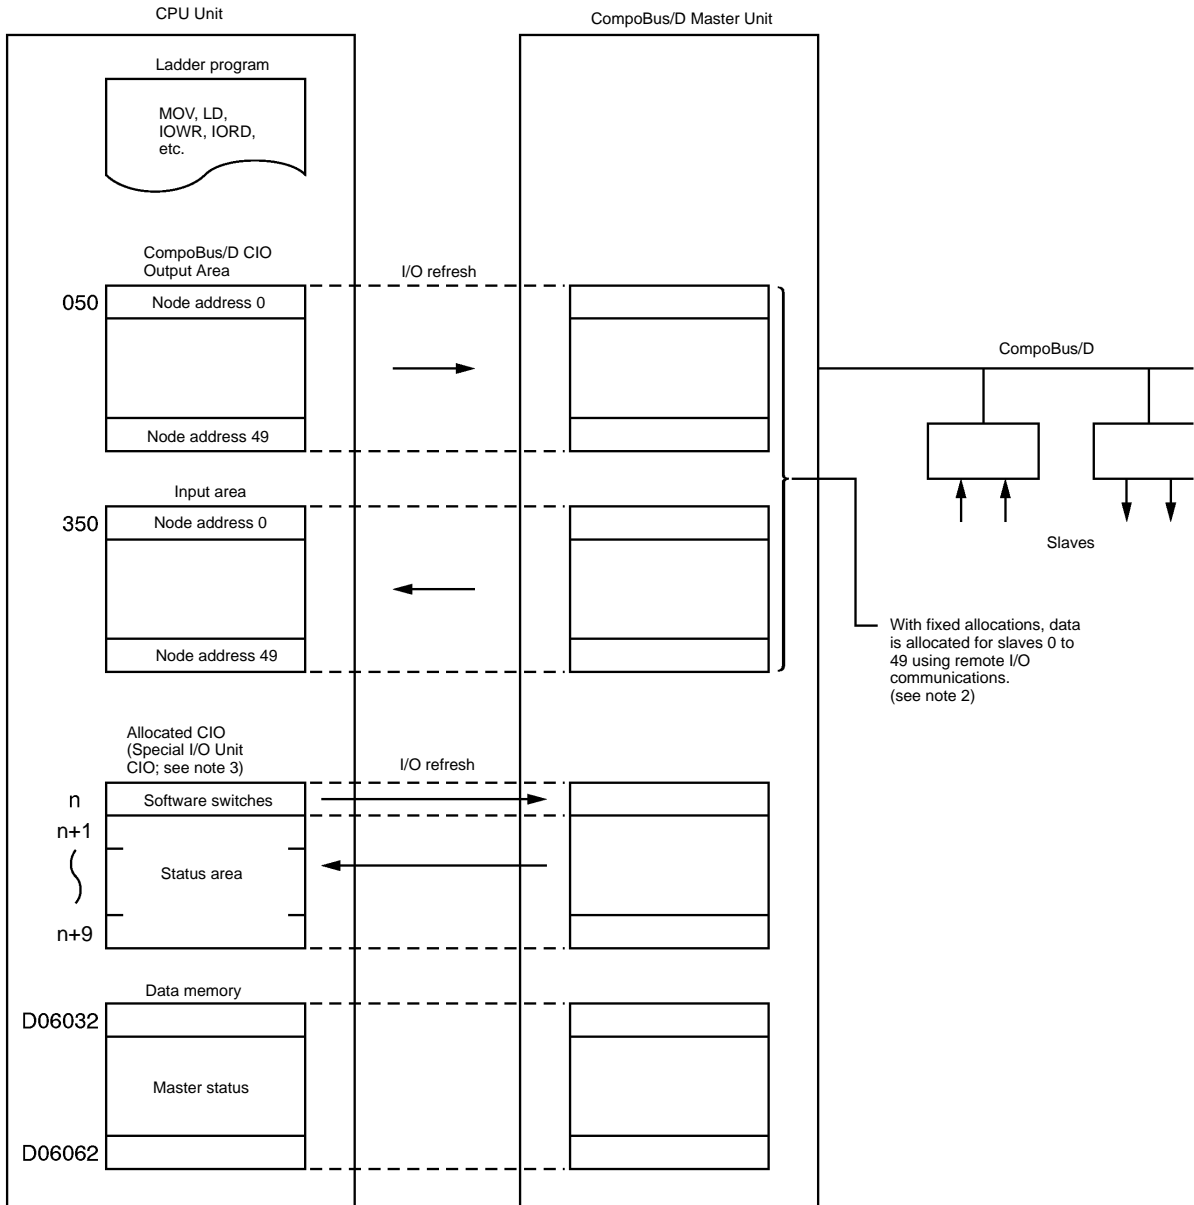 CPU Unit
CompoBus/D Master Unit
Ladder program
MOV, LD,
IOWR, IORD,
etc.
CompoBus/D CIO
Output Area
I/O refresh
050
Node address 0
Node address 49
CompoBus/D
Slaves
Input area
350
Node address 0
Node address 49
With fixed allocations, data
is allocated for slaves 0 to
49 using remote I/O
communications.
(see note 2)
Allocated CIO
(Special I/O Unit
CIO; see note 3)
I/O refresh
n
Software switches
n+1
Status area
n+9
Data memory
D06032
Master status
D06062